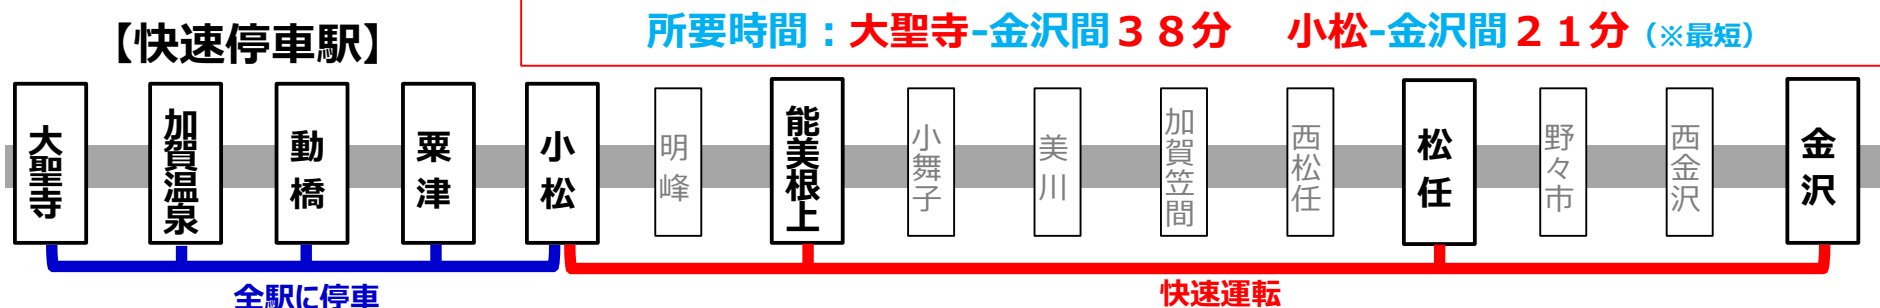 【快速停車駅】
所要時間：大聖寺-金沢間３８分　小松-金沢間２１分（※最短）
大聖寺
加賀温泉
動橋
粟津
小松
明峰
能美根上
小舞子
美川
加賀笠間
西松任
松任
野々市
西金沢
金沢
全駅に停車
快速運転